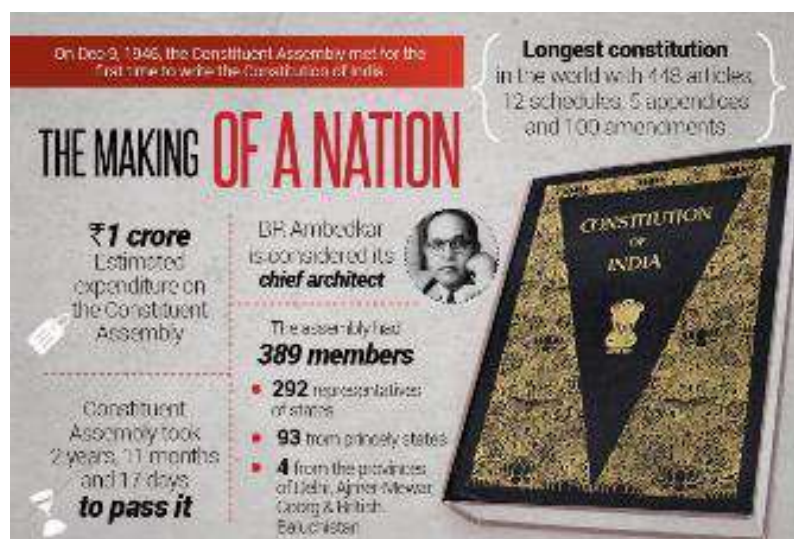 On Dec 9, 1946, the Constituent Assembly met for the
first time to write the Constitution of India
THE MAKING OF A NATION
Longest constitution
in the world with 448 articles,
12 schedules, 5 appendices
and 100 amendments
₹1 crore
Estimated
expenditure on
the Constituent
Assembly
BR Ambedkar
is considered its
chief architect
The assembly had
389 members
292 representatives
of states
93 from princely states
4 from the provinces
of Delhi, Ajmer-Mewar,
Coorg & British
Baluchistan
Constituent
Assembly took
2 years, 11 months
and 17 days
to pass it
CONSTITUTION
OF
INDIA